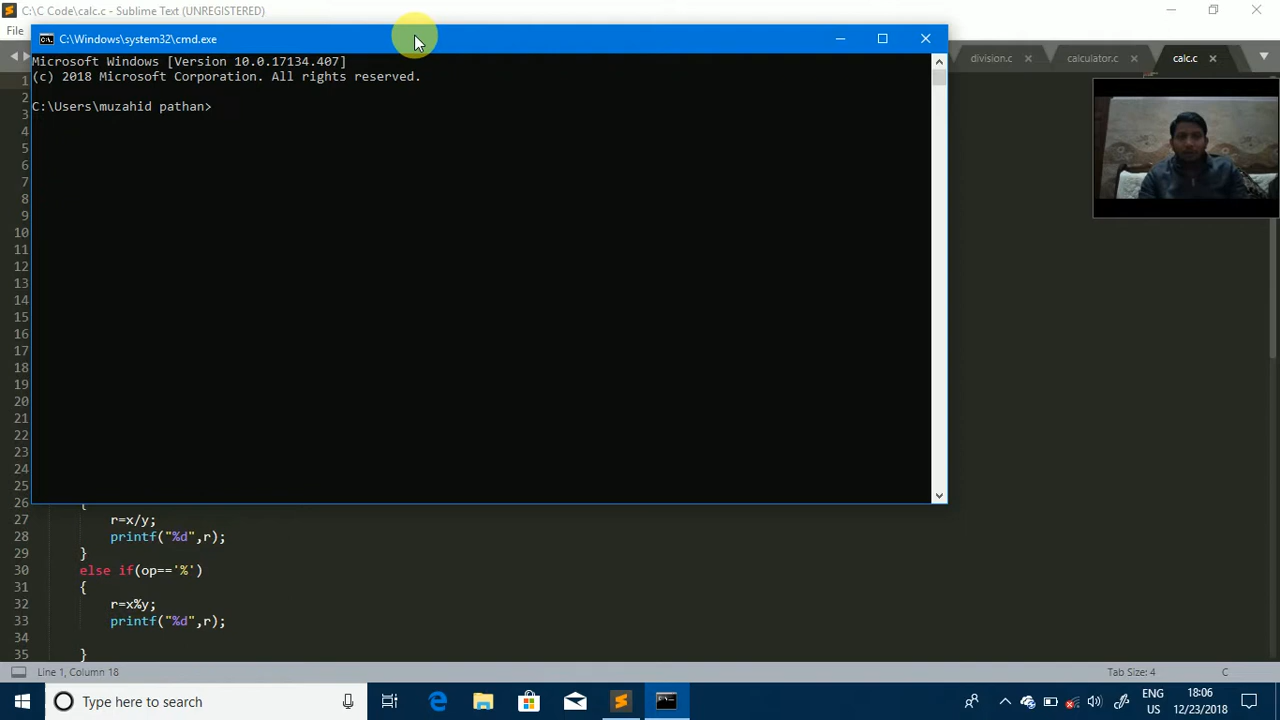 C:\C Code\calc.c - Sublime Text (UNREGISTERED)
File
C:\Windows\system32\cmd.exe
division.c
calculator.c
calc.c
Microsoft Windows [Version 10.0.17134.407]
(c) 2018 Microsoft Corporation. All rights reserved.
C:\Users\muzahid pathan>
1
2
3
4
5
6
7
8
9
10
11
12
13
14
15
16
17
18
19
20
21
22
23
24
25
26 {
27 r=x/y;
28 printf("%d",r);
29 }
30 else if(op=='%')
31 {
32 r=x%y;
33 printf("%d",r);
34
35 }
Line 1, Column 18
Tab Size: 4
C
Type here to search
ENG
US
18:06
12/23/2018